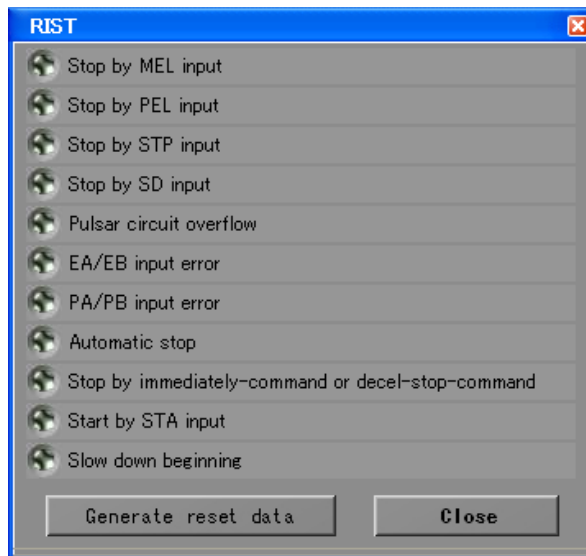 RIST
Stop by MEL input
Stop by PEL input
Stop by STP input
Stop by SD input
Pulsar circuit overflow
EA/EB input error
PA/PB input error
Automatic stop
Stop by immediately-command or decel-stop-command
Start by STA input
Slow down beginning
Generate reset data
Close